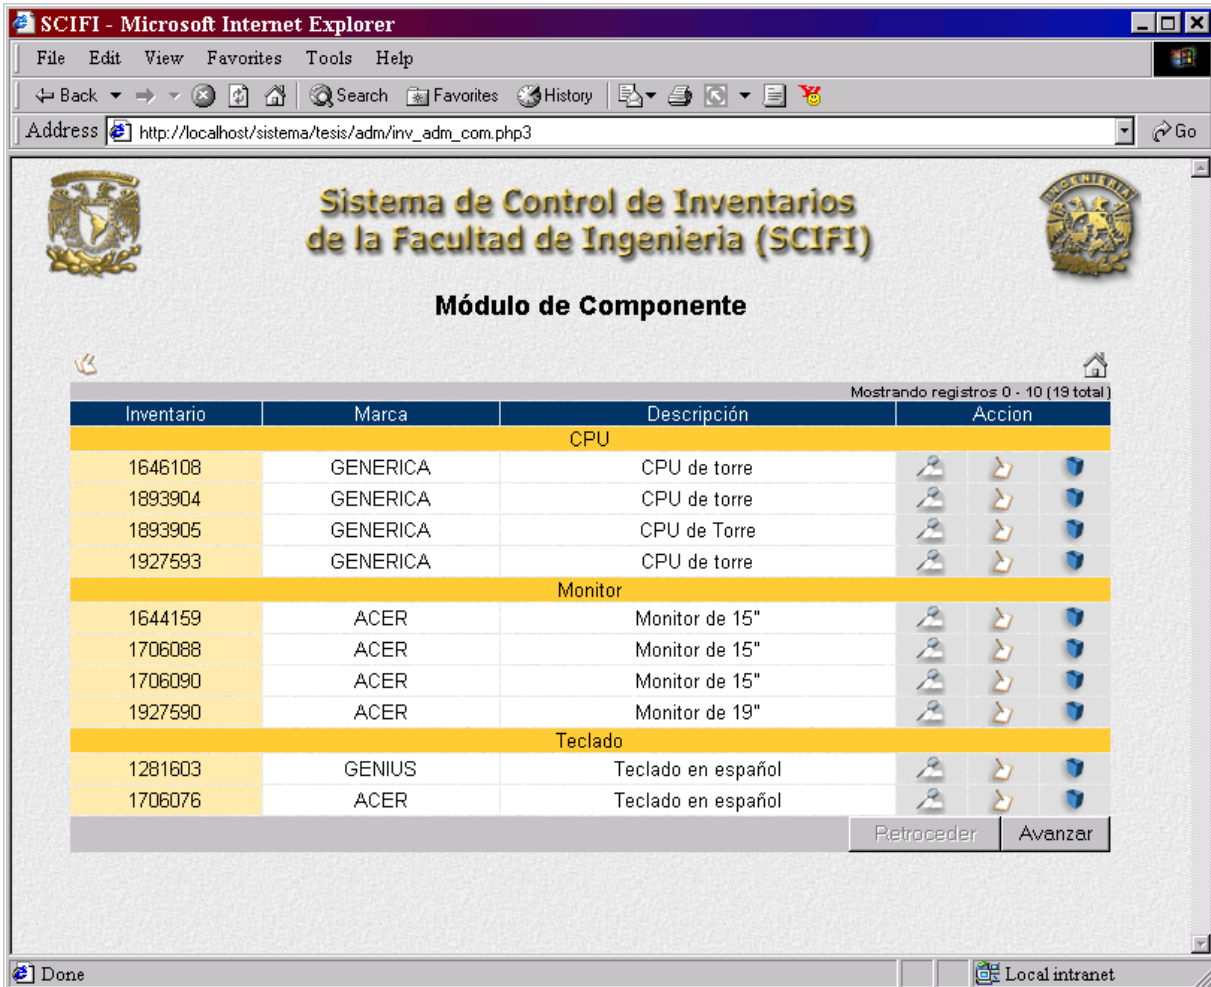 SCIFI - Microsoft Internet Explorer
File Edit View Favorites Tools Help
Back Search Favorites History
Address http://localhost/sistema/tesis/adm/inv_adm_com.php3 Go
Sistema de Control de Inventarios
de la Facultad de Ingenieria (SCIFI)
INGENIERIA
Módulo de Componente
Mostrando registros 0 - 10 (19 total)
Inventario Marca Descripción Accion
CPU
1646108 GENERICA CPU de torre
1893904 GENERICA CPU de torre
1893905 GENERICA CPU de Torre
1927593 GENERICA CPU de torre
Monitor
1644159 ACER Monitor de 15"
1706088 ACER Monitor de 15"
1706090 ACER Monitor de 15"
1927590 ACER Monitor de 19"
Teclado
1281603 GENIUS Teclado en español
1706076 ACER Teclado en español
Retroceder Avanzar
Done Local intranet